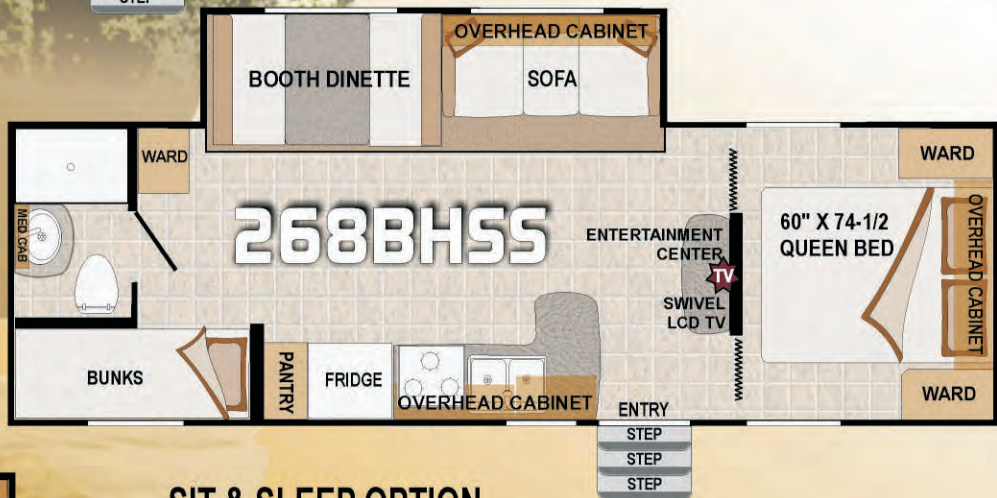 STEP
OVERHEAD CABINET
BOOTH DINETTE
SOFA
WARD
WARD
MED CAB
268BHSS
ENTERTAINMENT
CENTER
TV
SWIVEL
LCD TV
60" X 74-1/2
QUEEN BED
OVERHEAD CABINET
BUNKS
PANTRY
FRIDGE
OVERHEAD CABINET
ENTRY
WARD
STEP
STEP
STEP
SIT & SLEEP OPTION